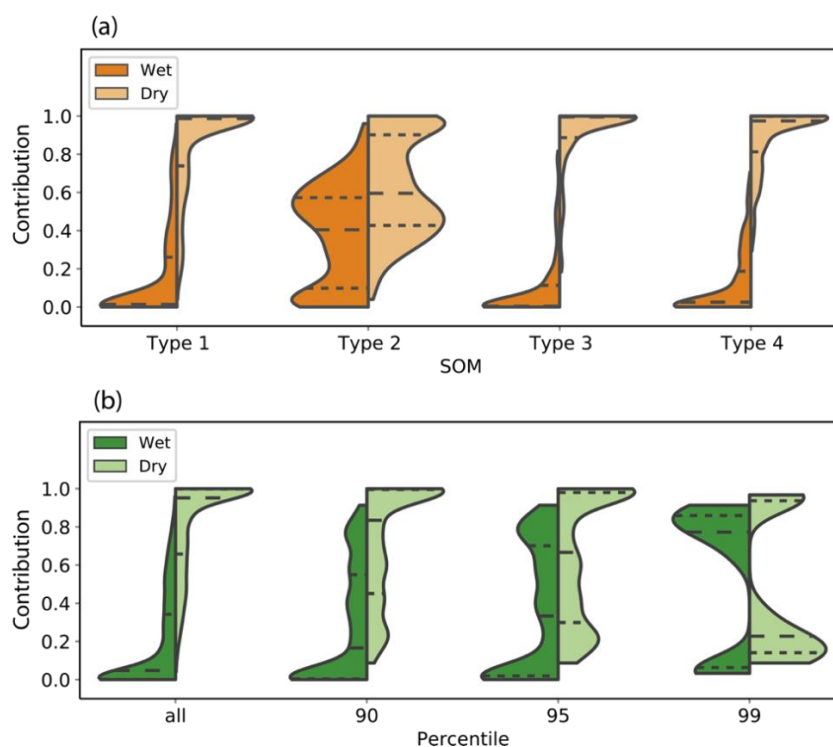 (a)
Wet
Dry
1.0
0.8
0.6
0.4
0.2
0.0
Contribution
Type 1 Type 2 Type 3 Type 4
SOM
(b)
Wet
Dry
1.0
0.8
0.6
0.4
0.2
0.0
Contribution
all 90 95 99
Percentile